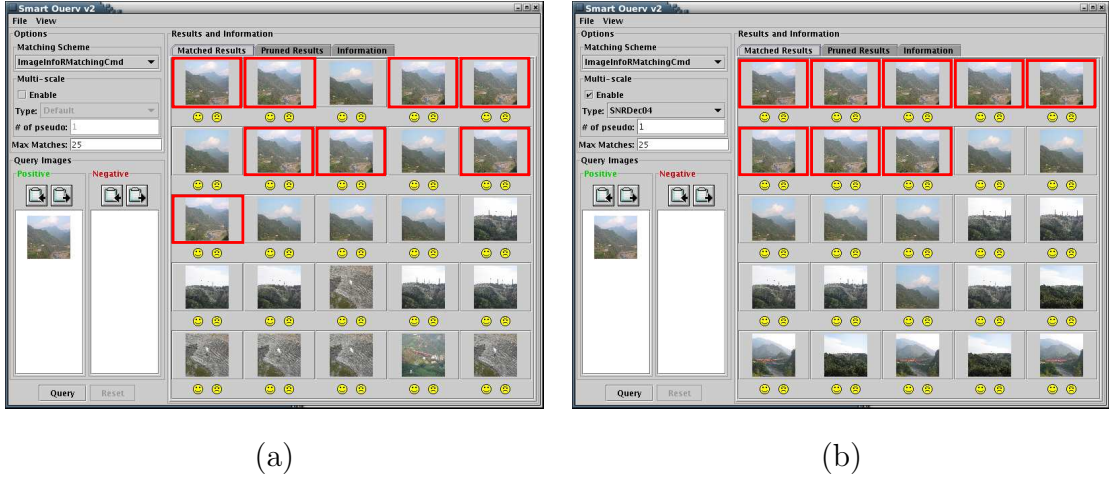 Smart Query v2
File View
Options
Matching Scheme
ImageInfoRMatchingCmd
Multi-scale
Enable
Type: Default
# of pseudo: 1
Max Matches: 25
Query Images
Positive Negative
Query Reset
Results and Information
Matched Results Pruned Results Information
(a)
Smart Query v2
File View
Options
Matching Scheme
ImageInfoRMatchingCmd
Multi-scale
Enable
Type: SNRDec04
# of pseudo: 1
Max Matches: 25
Query Images
Positive Negative
Query Reset
Results and Information
Matched Results Pruned Results Information
(b)